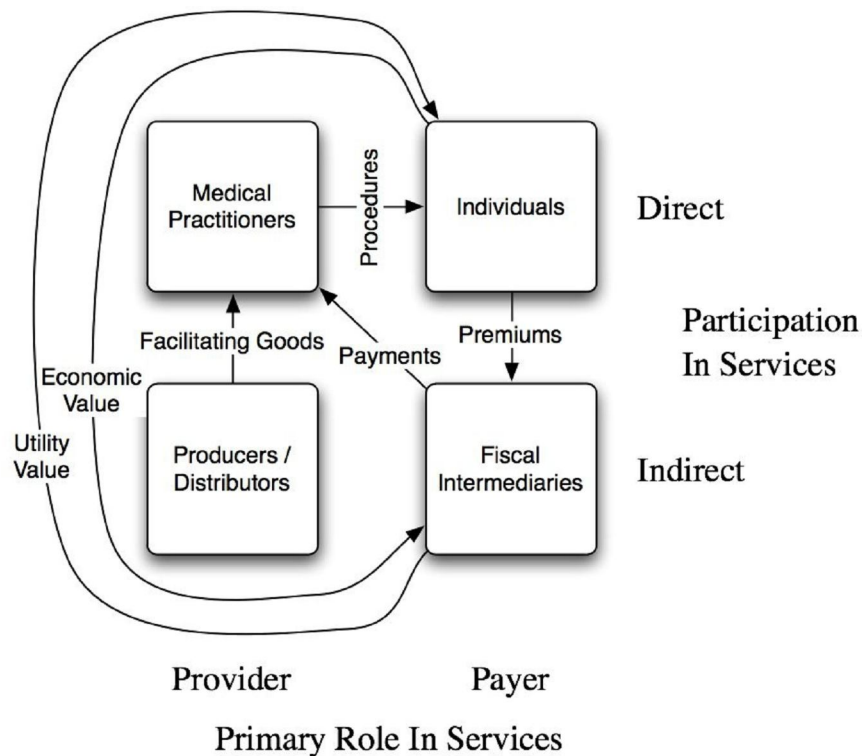 Medical
Practitioners
Procedures
Individuals
Direct
Facilitating Goods
Payments
Premiums
Participation
In Services
Economic
Value
Utility
Value
Producers /
Distributors
Fiscal
Intermediaries
Indirect
Provider
Payer
Primary Role In Services